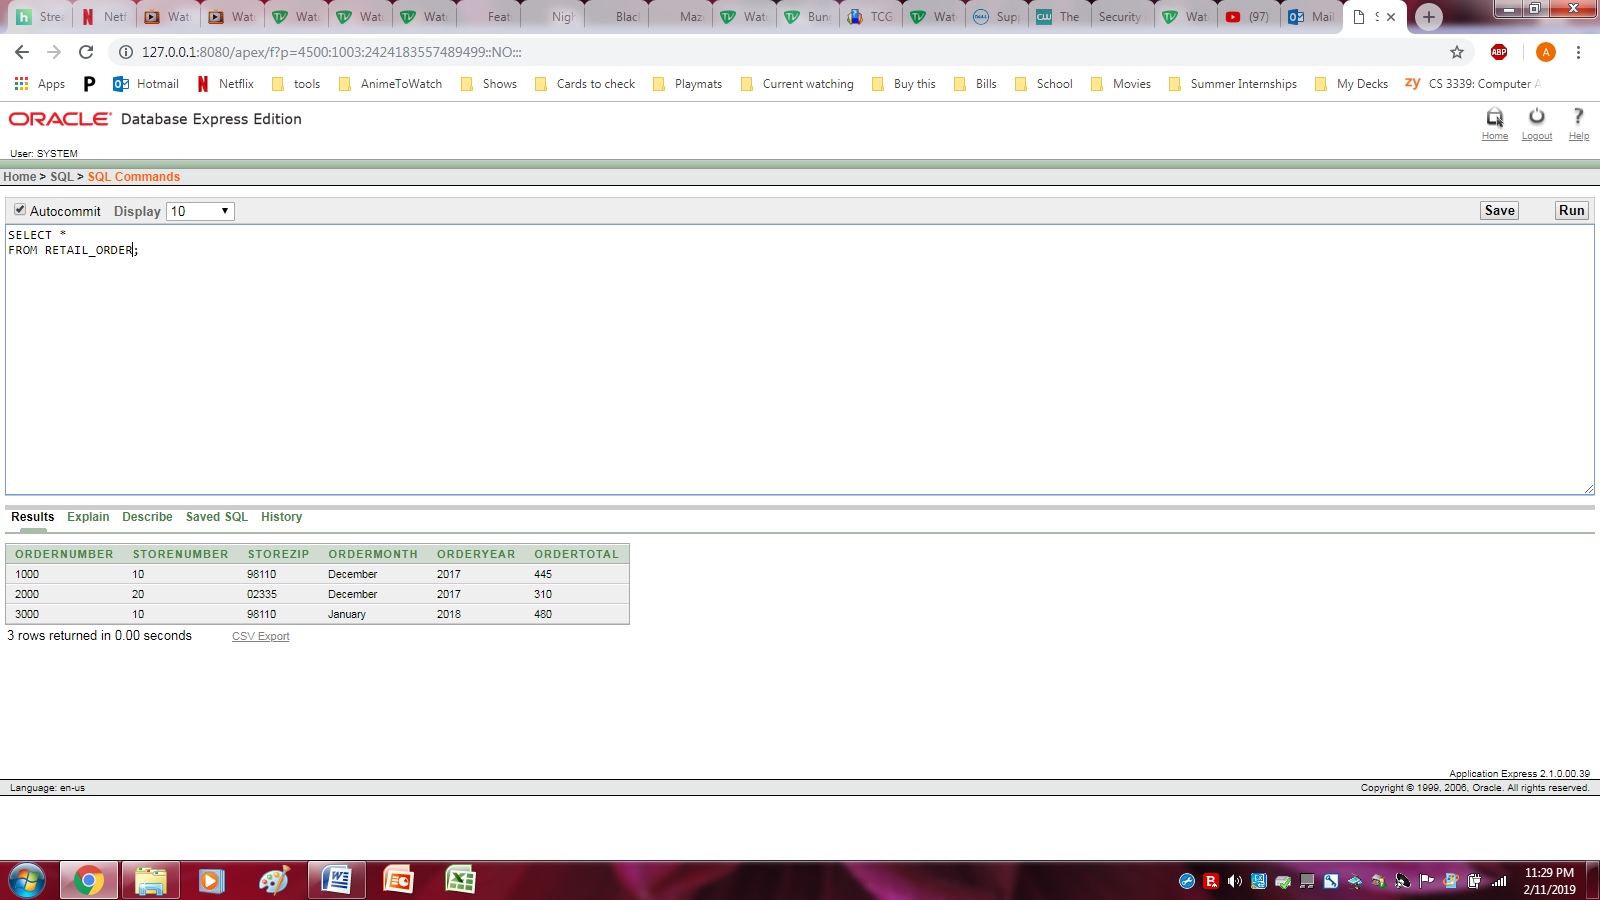 Strea
Netf
Wat
Wat
Wat
Wat
Wat
Feat
Nigh
Blac
Maz
Wat
Bun
TCG
Wat
Sup
The
Security
Wat
(97)
Mail
S
127.0.0.1:8080/apex/f?p=4500:1003:2424183557489499::NO:::
ABP
A
Apps
Hotmail
Netflix
tools
AnimeToWatch
Shows
Cards to check
Playmats
Current watching
Buy this
Bills
School
Movies
Summer Internships
My Decks
zy CS 3339: Computer A
ORACLE Database Express Edition
Home
Logout
Help
User: SYSTEM
Home > SQL > SQL Commands
Autocommit Display 10
Save
Run
SELECT *
FROM RETAIL_ORDER;
Results Explain Describe Saved SQL History
ORDERNUMBER STORENUMBER STOREZIP ORDERMONTH ORDERYEAR ORDERTOTAL
1000 10 98110 December 2017 445
2000 20 02335 December 2017 310
3000 10 98110 January 2018 480
3 rows returned in 0.00 seconds CSV Export
Application Express 2.1.0.00.39
Language: en-us
Copyright © 1999, 2006, Oracle. All rights reserved.
11:29 PM
2/11/2019